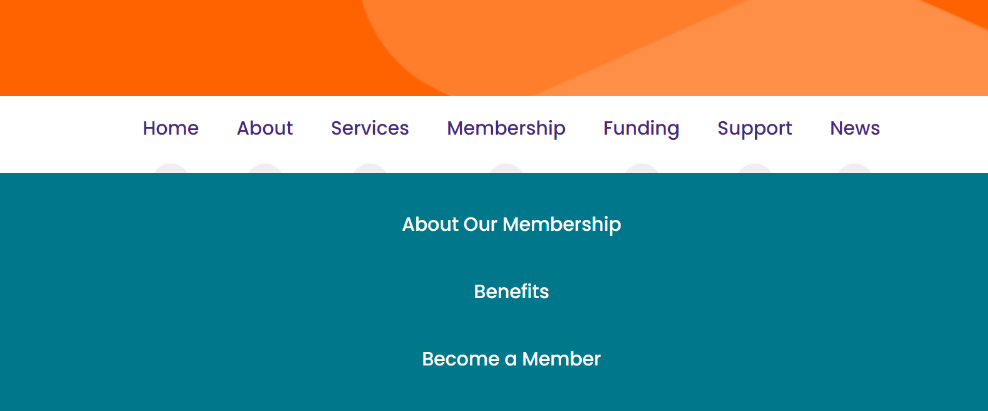 Home About Services Membership Funding Support News
About Our Membership
Benefits
Become a Member